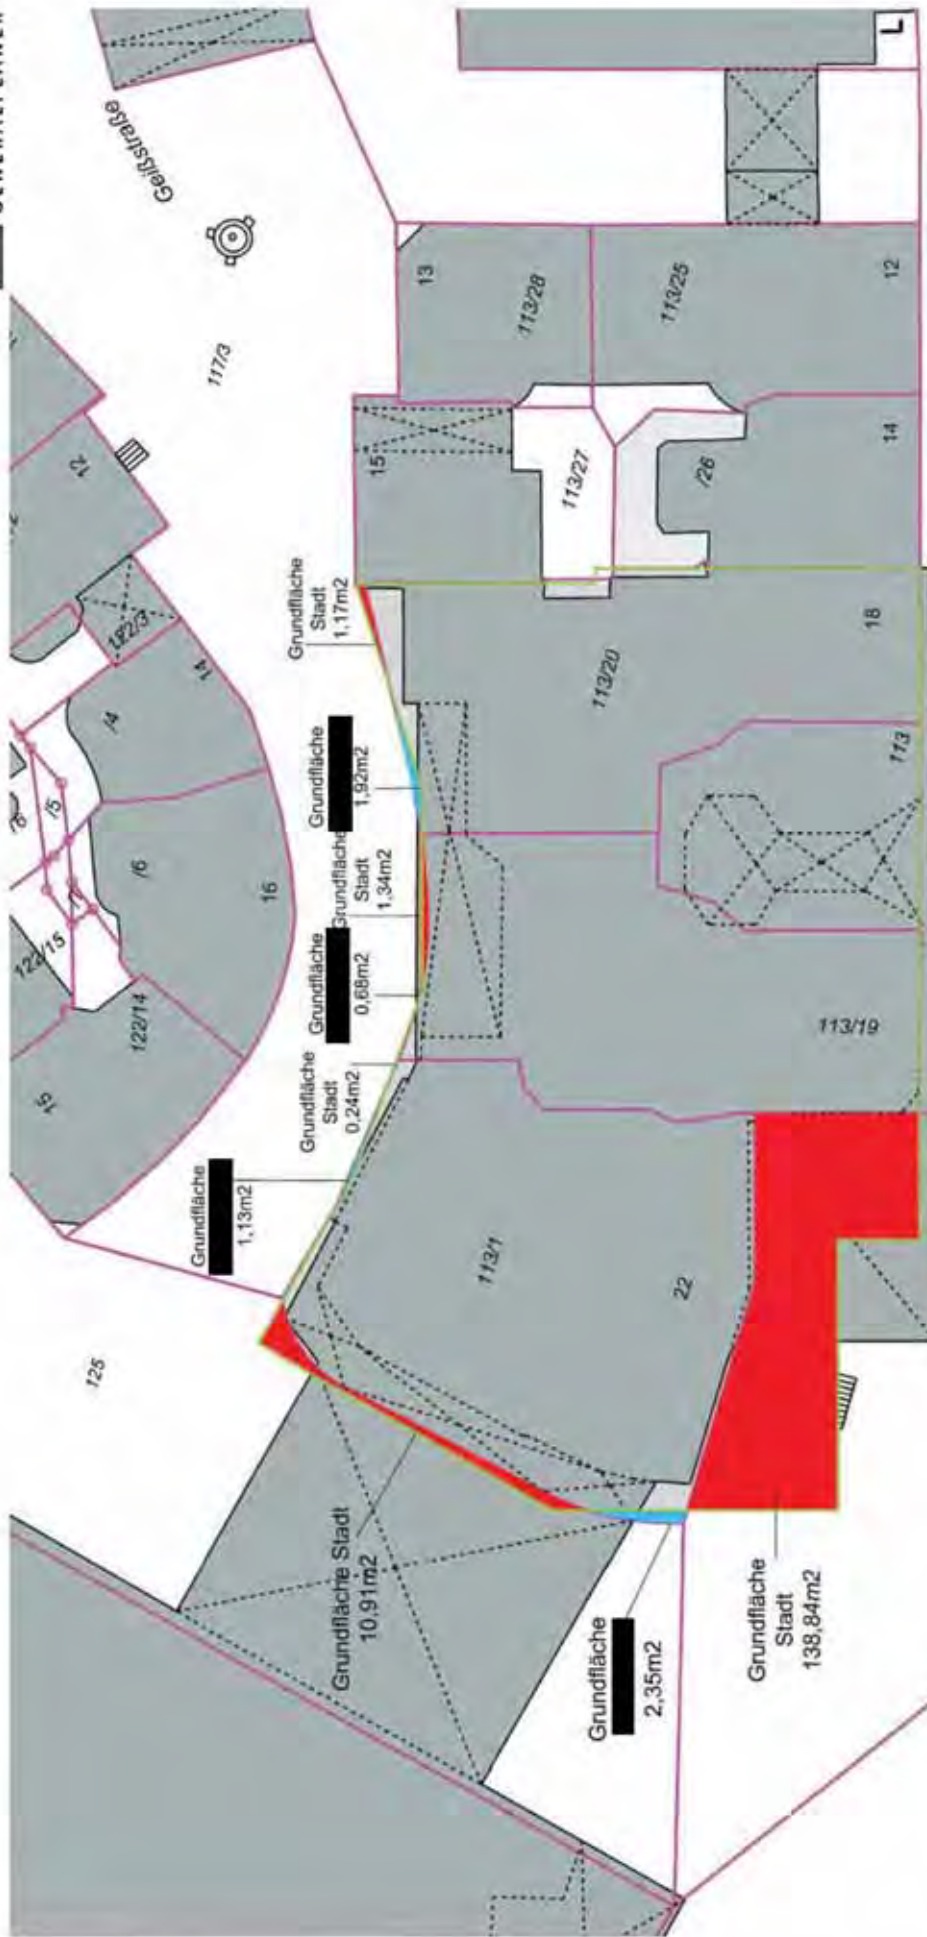 Geißstraße
117/3
13
113/28
113/25
12
12
15
113/27
/26
14
122/3
14
/4
Grundfläche
Stadt
1,17m2
113/20
18
/5
/6
16
Grundfläche
1,92m2
Grundfläche
Stadt
1,34m2
113
122/15
122/14
15
Grundfläche
0,68m2
Grundfläche
Stadt
0,24m2
113/19
Grundfläche
1,13m2
113/1
22
125
Grundfläche Stadt
10,91m2
Grundfläche
2,35m2
Grundfläche
Stadt
138,84m2
L